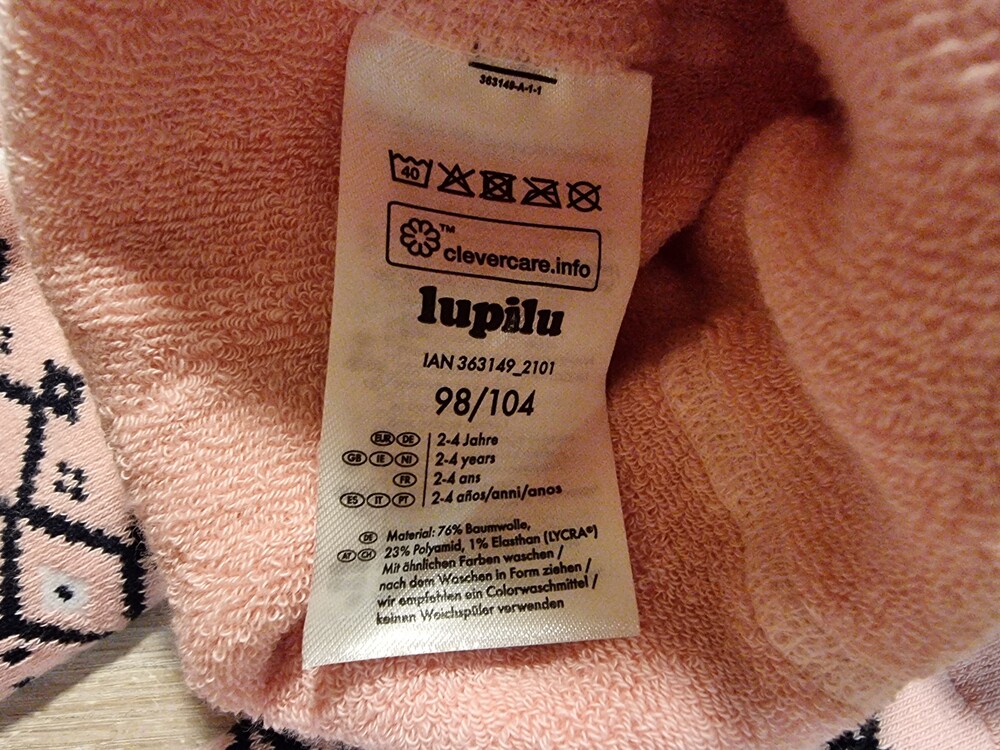 363149-A-1-1
40
TM
clevercare.info
lupilu
IAN 363149_2101
98/104
EUR DE 2-4 Jahre
GB IE NI 2-4 years
FR 2-4 ans
ES IT PT 2-4 años/anni/anos
DE Material: 76% Baumwolle,
AT CH 23% Polyamid, 1% Elasthan (LYCRA®)
Mit ähnlichen Farben waschen /
nach dem Waschen in Form ziehen /
wir empfehlen ein Colorwaschmittel /
keinen Weichspüler verwenden